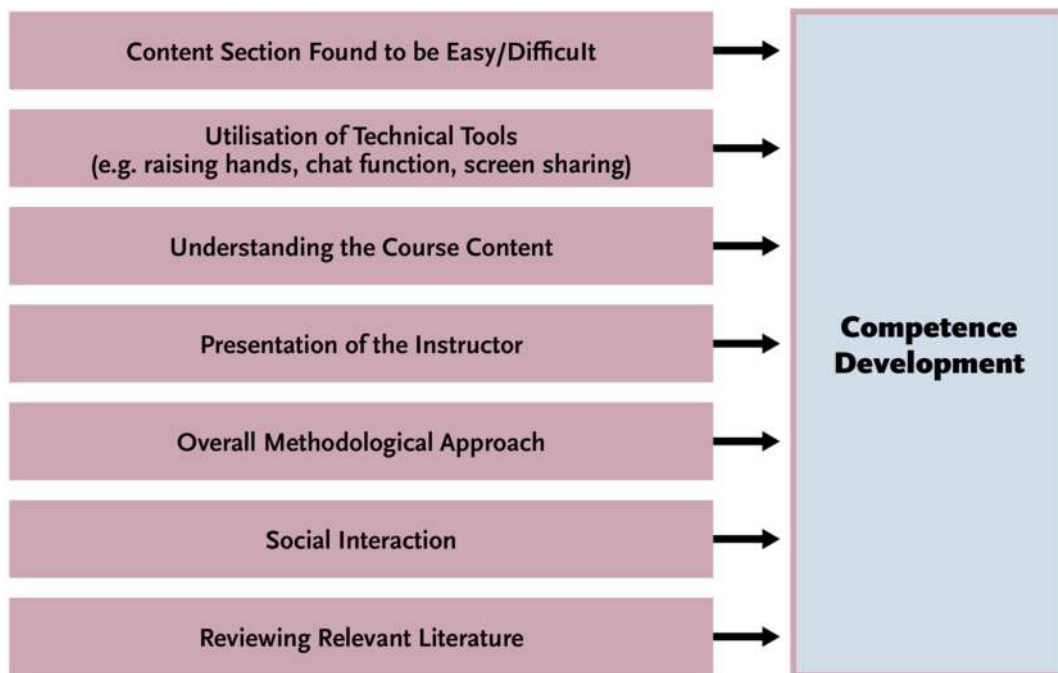 Content Section Found to be Easy/Difficult
Utilisation of Technical Tools
(e.g. raising hands, chat function, screen sharing)
Understanding the Course Content
Presentation of the Instructor
Overall Methodological Approach
Social Interaction
Reviewing Relevant Literature
Competence
Development